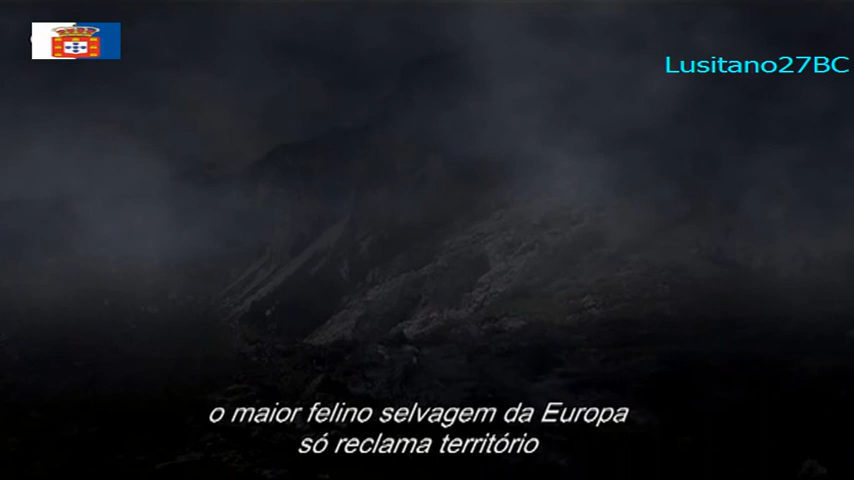 Lusitano27BC
o maior felino selvagem da Europa
só reclama território